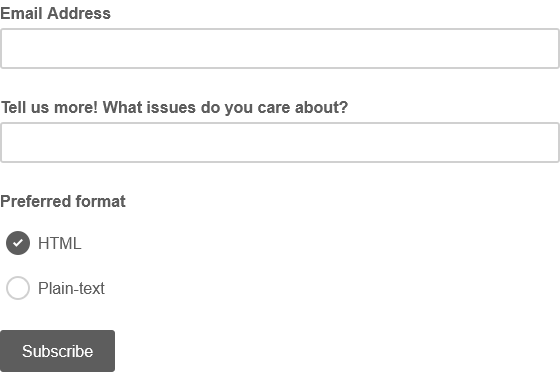 Email Address
Tell us more! What issues do you care about?
Preferred format
HTML
Plain-text
Subscribe